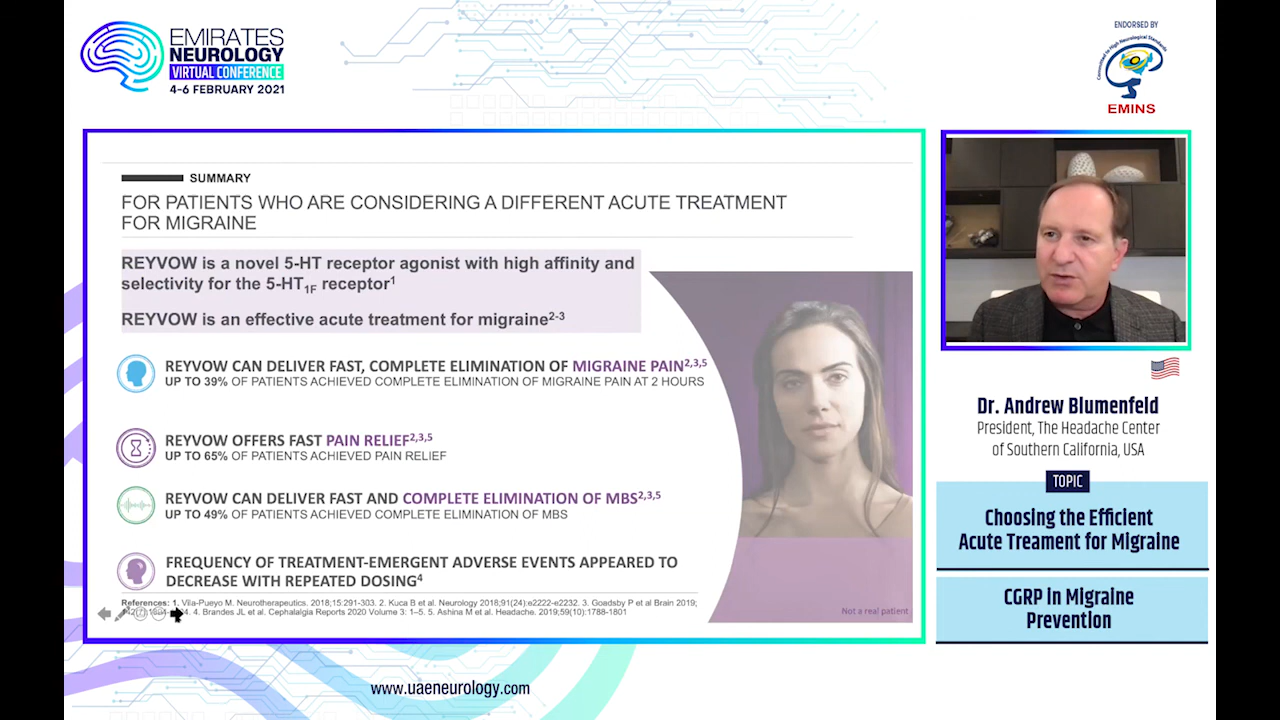 EMIRATES
NEUROLOGY
VIRTUAL CONFERENCE
4-6 FEBRUARY 2021
ENDORSED BY
Committed to High Neurological Standards
EMINS
SUMMARY
FOR PATIENTS WHO ARE CONSIDERING A DIFFERENT ACUTE TREATMENT
FOR MIGRAINE
REYVOW is a novel 5-HT receptor agonist with high affinity and
selectivity for the 5-HT1F receptor1
REYVOW is an effective acute treatment for migraine2-3
REYVOW CAN DELIVER FAST, COMPLETE ELIMINATION OF MIGRAINE PAIN2,3,5
UP TO 39% OF PATIENTS ACHIEVED COMPLETE ELIMINATION OF MIGRAINE PAIN AT 2 HOURS
REYVOW OFFERS FAST PAIN RELIEF2,3,5
UP TO 65% OF PATIENTS ACHIEVED PAIN RELIEF
REYVOW CAN DELIVER FAST AND COMPLETE ELIMINATION OF MBS2,3,5
UP TO 49% OF PATIENTS ACHIEVED COMPLETE ELIMINATION OF MBS
FREQUENCY OF TREATMENT-EMERGENT ADVERSE EVENTS APPEARED TO
DECREASE WITH REPEATED DOSING4
References: 1. Vila-Pueyo M. Neurotherapeutics. 2018;15:291-303. 2. Kuca B et al. Neurology 2018;91(24):e2222-e2232. 3. Goadsby P et al Brain 2019;
4. Brandes JL et al. Cephalalgia Reports 2020 Volume 3. 1–5. 5. Ashina M et al. Headache. 2019;59(10):1788-1801
Not a real patient
Dr. Andrew Blumenfeld
President, The Headache Center
of Southern California, USA
TOPIC
Choosing the Efficient
Acute Treament for Migraine
CGRP in Migraine
Prevention
www.uaeneurology.com